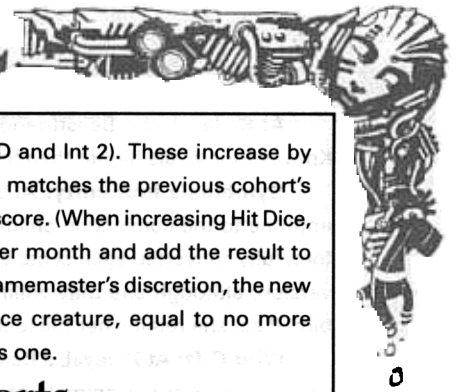 D and Int 2). These increase by
matches the previous cohort's
score. (When increasing Hit Dice,
er month and add the result to
amemaster's discretion, the new
ce creature, equal to no more
s one.